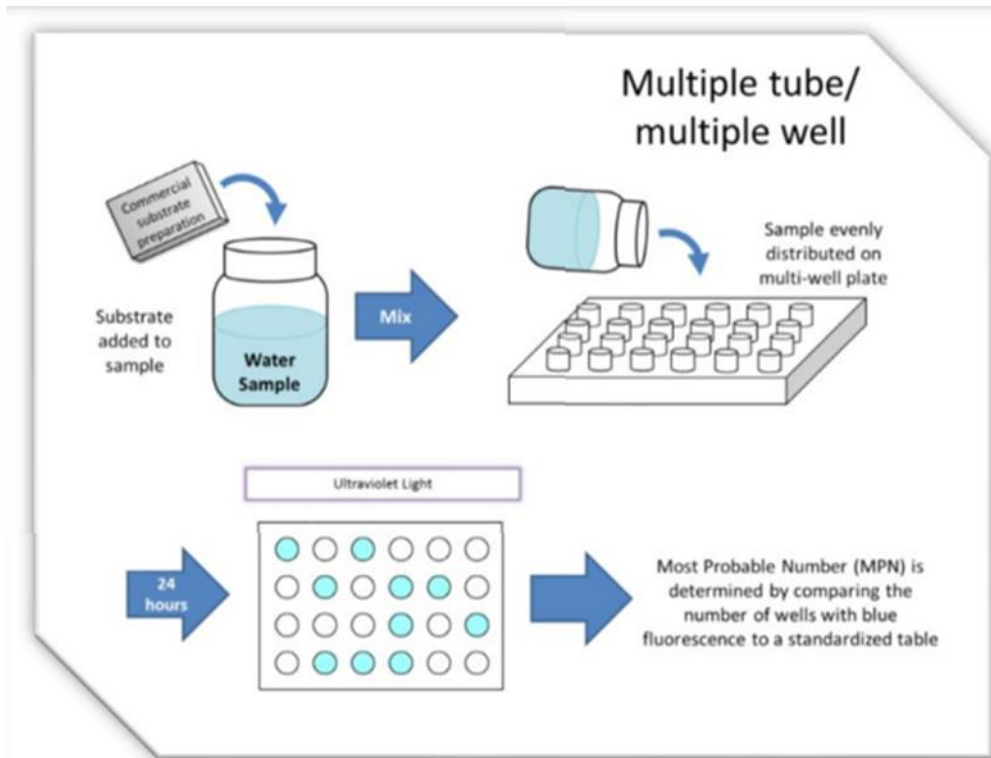 Multiple tube/
multiple well
Commercial
substrate
preparation
Substrate
added to
sample
Water
Sample
Mix
Sample evenly
distributed on
multi-well plate
Ultraviolet Light
24
hours
Most Probable Number (MPN) is
determined by comparing the
number of wells with blue
fluorescence to a standardized table